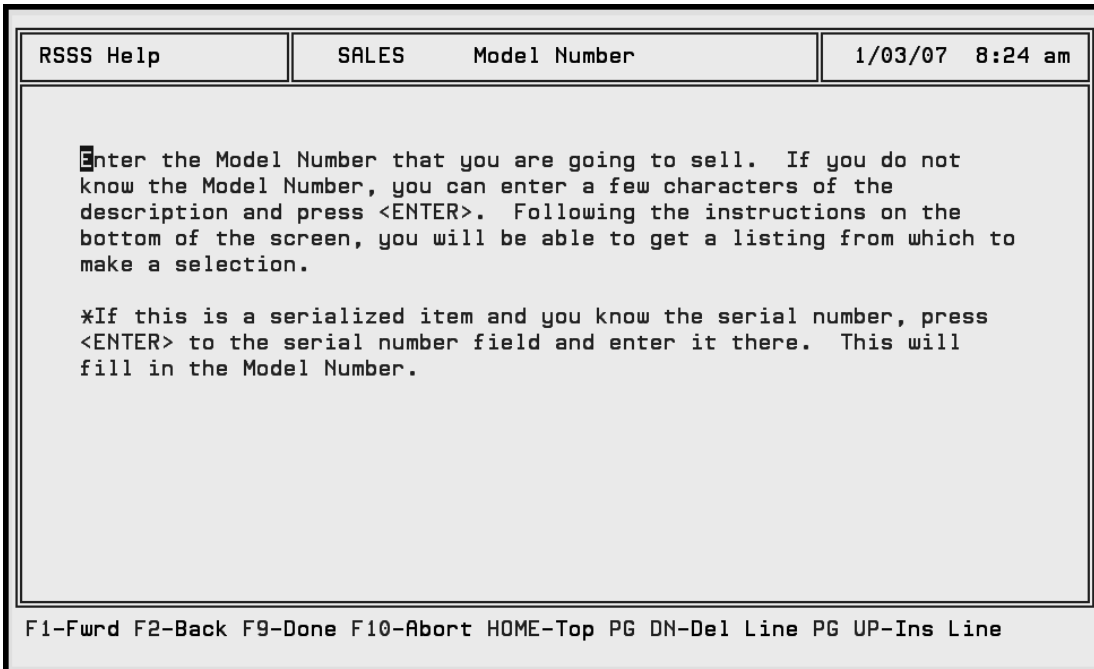 RSSS Help SALES Model Number 1/03/07 8:24 am
Enter the Model Number that you are going to sell. If you do not
know the Model Number, you can enter a few characters of the
description and press <ENTER>. Following the instructions on the
bottom of the screen, you will be able to get a listing from which to
make a selection.
*If this is a serialized item and you know the serial number, press
<ENTER> to the serial number field and enter it there. This will
fill in the Model Number.
F1-Fwrd F2-Back F9-Done F10-Abort HOME-Top PG DN-Del Line PG UP-Ins Line